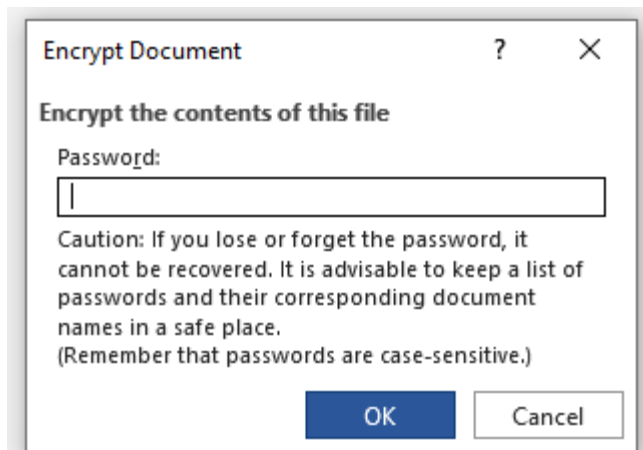 Encrypt Document ?
Encrypt the contents of this file
Password:
Caution: If you lose or forget the password, it
cannot be recovered. It is advisable to keep a list of
passwords and their corresponding document
names in a safe place.
(Remember that passwords are case-sensitive.)
OK Cancel